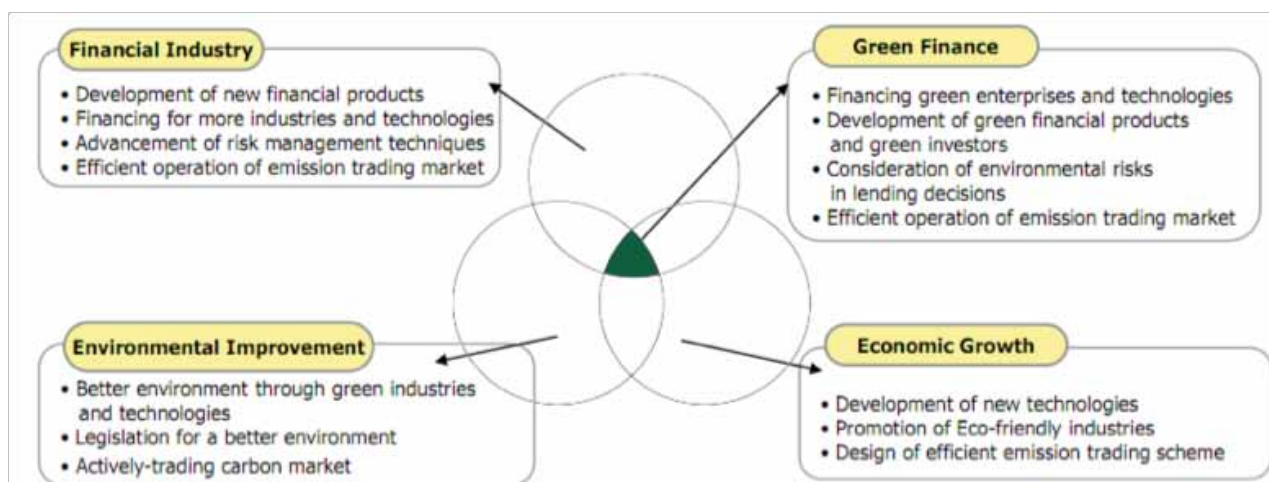 Financial Industry
• Development of new financial products
• Financing for more industries and technologies
• Advancement of risk management techniques
• Efficient operation of emission trading market
Green Finance
• Financing green enterprises and technologies
• Development of green financial products
and green investors
• Consideration of environmental risks
in lending decisions
• Efficient operation of emission trading market
Environmental Improvement
• Better environment through green industries
and technologies
• Legislation for a better environment
• Actively-trading carbon market
Economic Growth
• Development of new technologies
• Promotion of Eco-friendly industries
• Design of efficient emission trading scheme